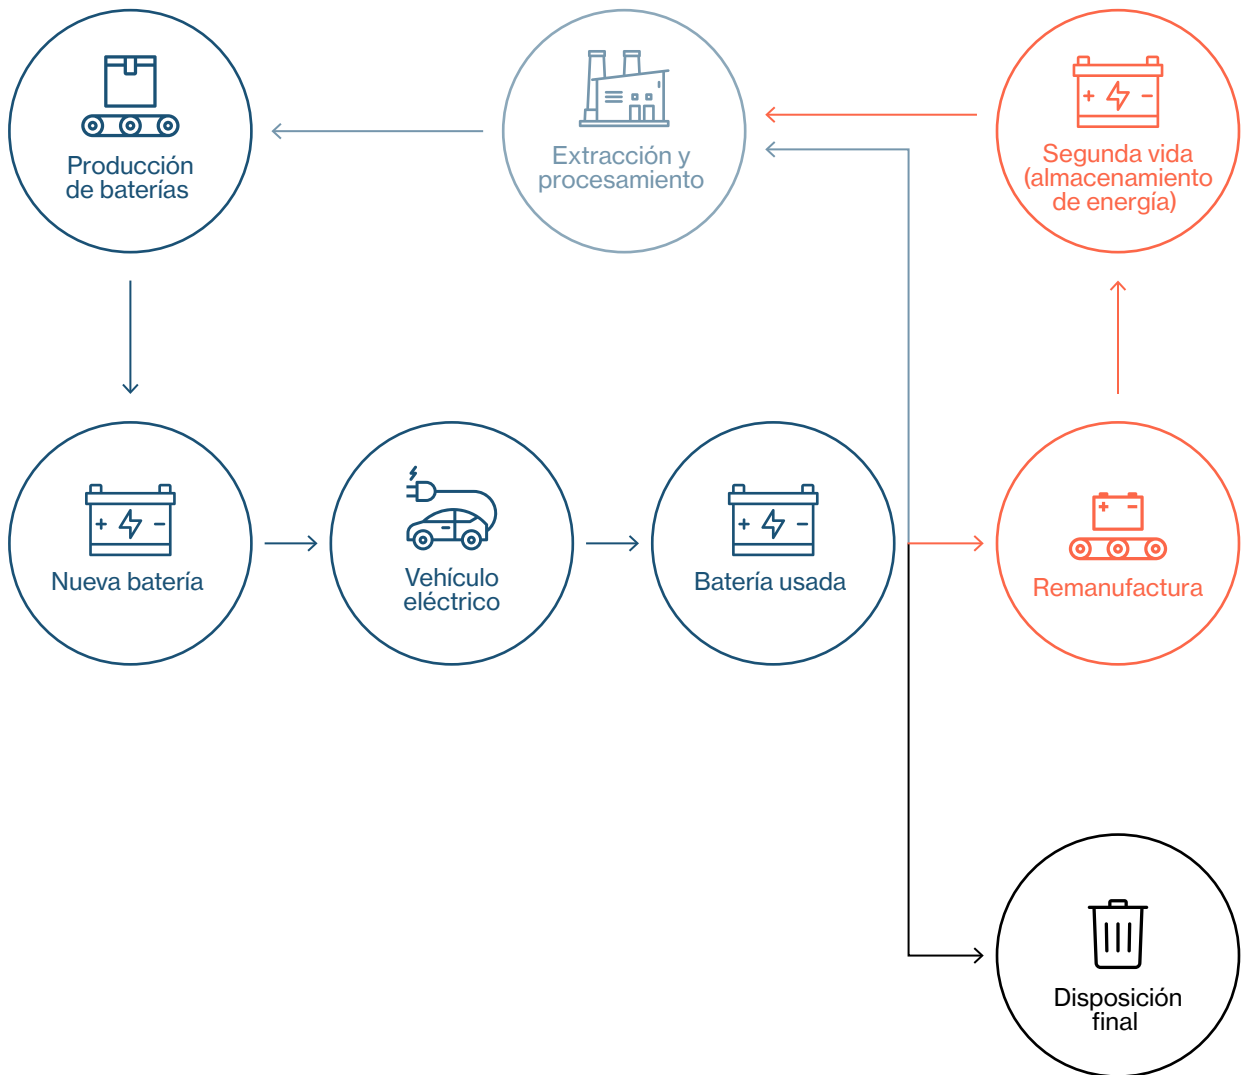 Producción
de baterías
Extracción y
procesamiento
Segunda vida
(almacenamiento
de energía)
Nueva batería
Vehículo
eléctrico
Batería usada
Remanufactura
Disposición
final